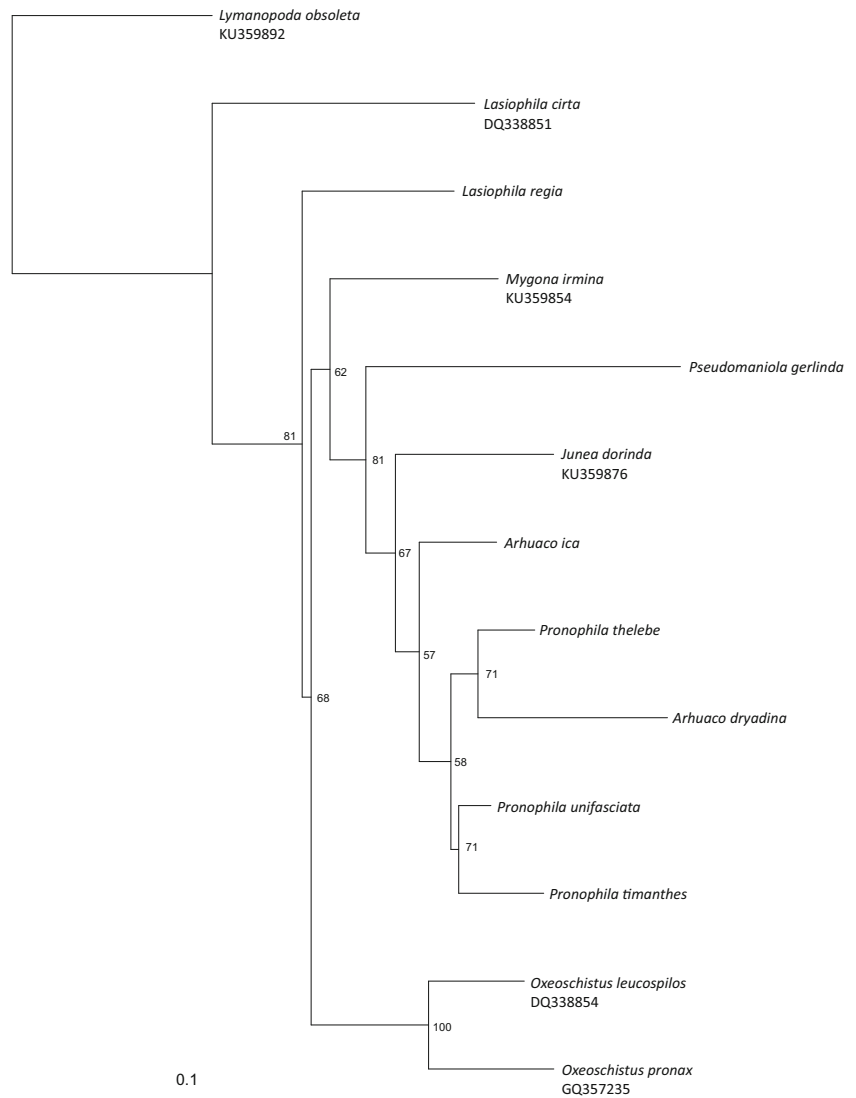 Lymanopoda obsoleta
KU359892
Lasiophila cirta
DQ338851
Lasiophila regia
Mygona irmina
KU359854
Pseudomaniola gerlinda
62
Junea dorinda
KU359876
81
81
Arhuaco ica
67
Pronophila thelebe
57
71
68
Arhuaco dryadina
58
Pronophila unifasciata
71
Pronophila timanthes
Oxeoschistus leucospilos
DQ338854
100
Oxeoschistus pronax
GQ357235
0.1